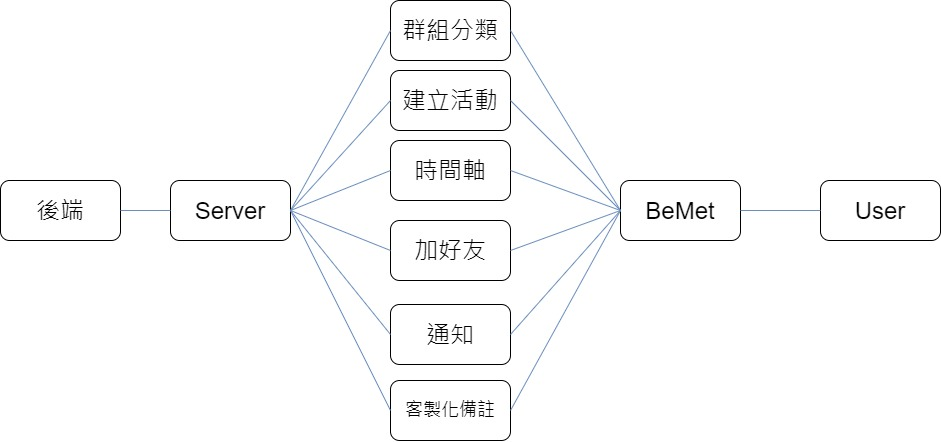 群組分類
建立活動
時間軸
後端
Server
BeMet
User
加好友
通知
客製化備註